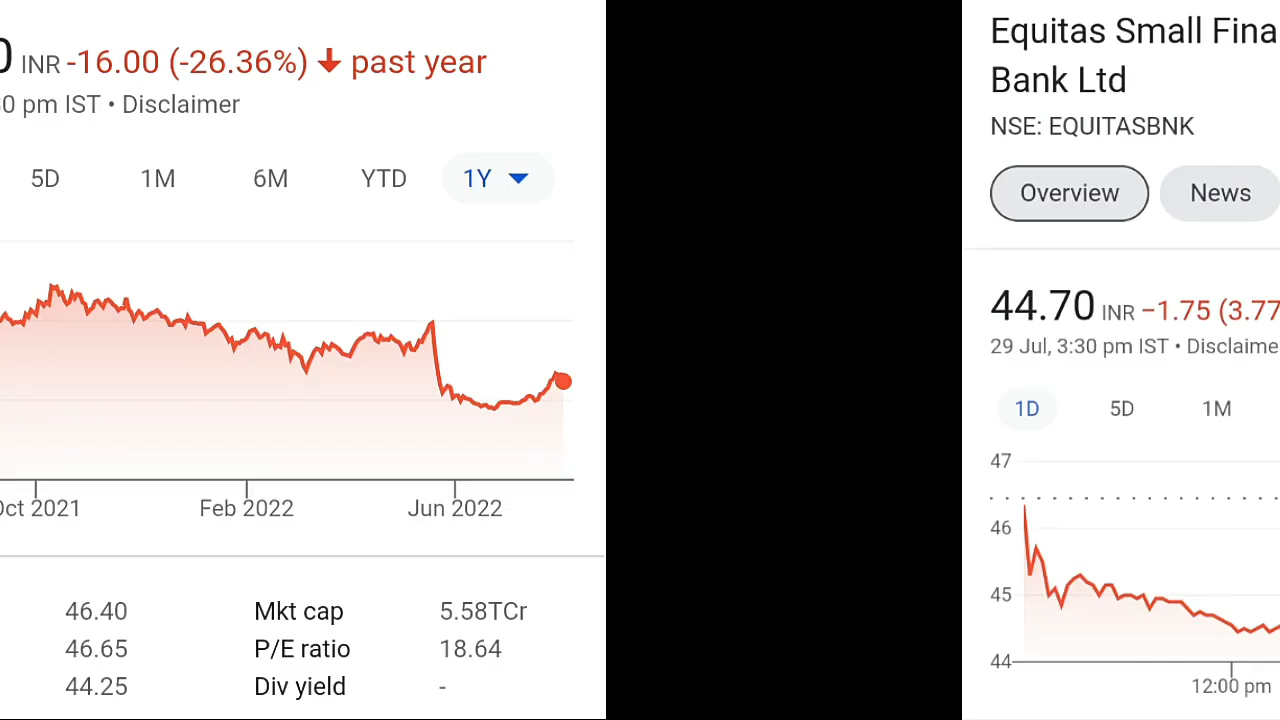 0 INR -16.00 (-26.36%) past year
30 pm IST • Disclaimer
5D 1M 6M YTD 1Y
Oct 2021 Feb 2022 Jun 2022
46.40 Mkt cap 5.58TCr
46.65 P/E ratio 18.64
44.25 Div yield -
Equitas Small Fina
Bank Ltd
NSE: EQUITASBNK
Overview News
44.70 INR −1.75 (3.77
29 Jul, 3:30 pm IST • Disclaime
1D 5D 1M
47
46
45
44
12:00 pm